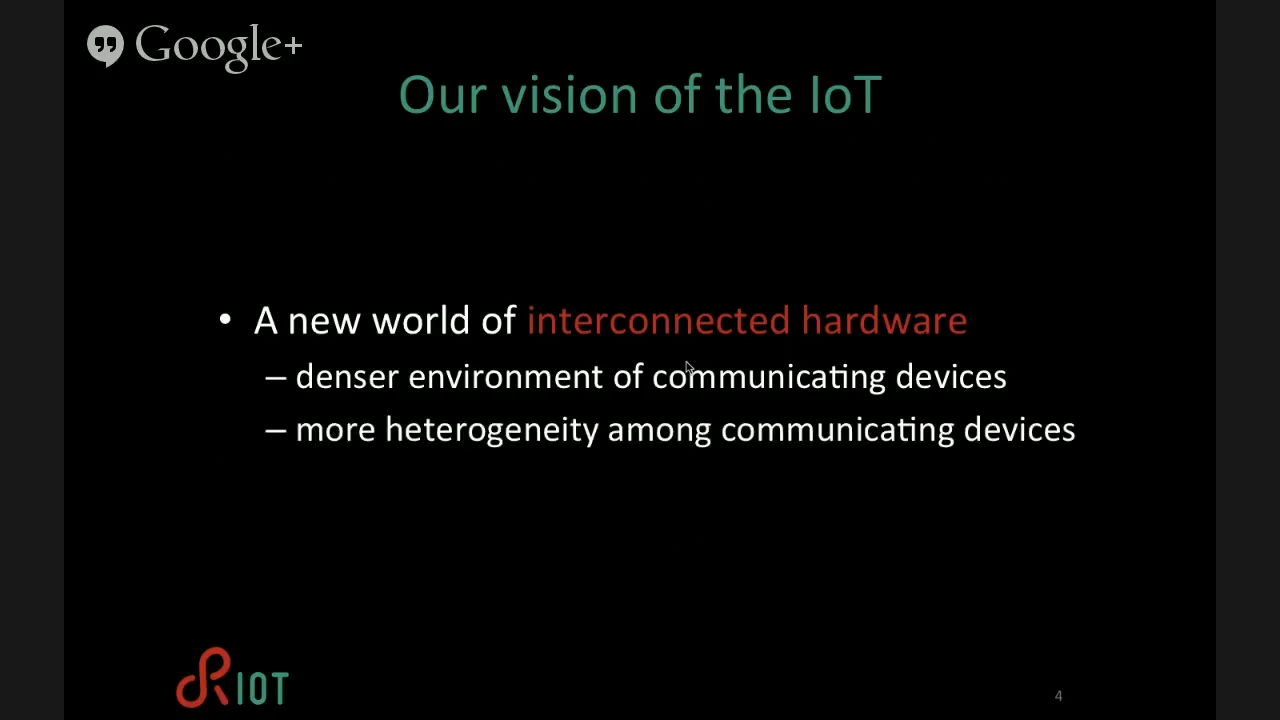 Google+
Our vision of the IoT
• A new world of interconnected hardware
– denser environment of communicating devices
– more heterogeneity among communicating devices
RIOT
4